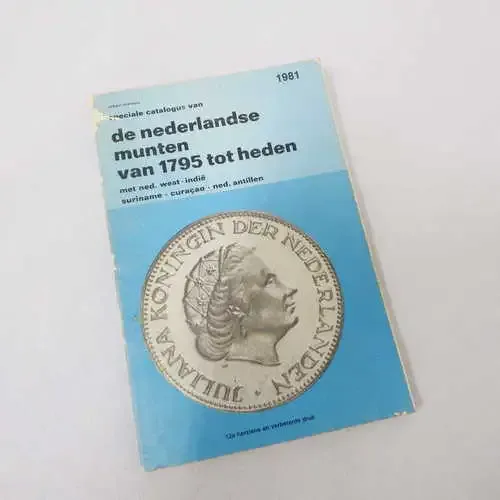 1981
speciale catalogus van
de nederlandse
munten
van 1795 tot heden
met ned. west-indië
suriname - curaçao - ned. antillen
JULIANA KONINGIN DER NEDERLANDEN
12e herziene en verbeterde druk